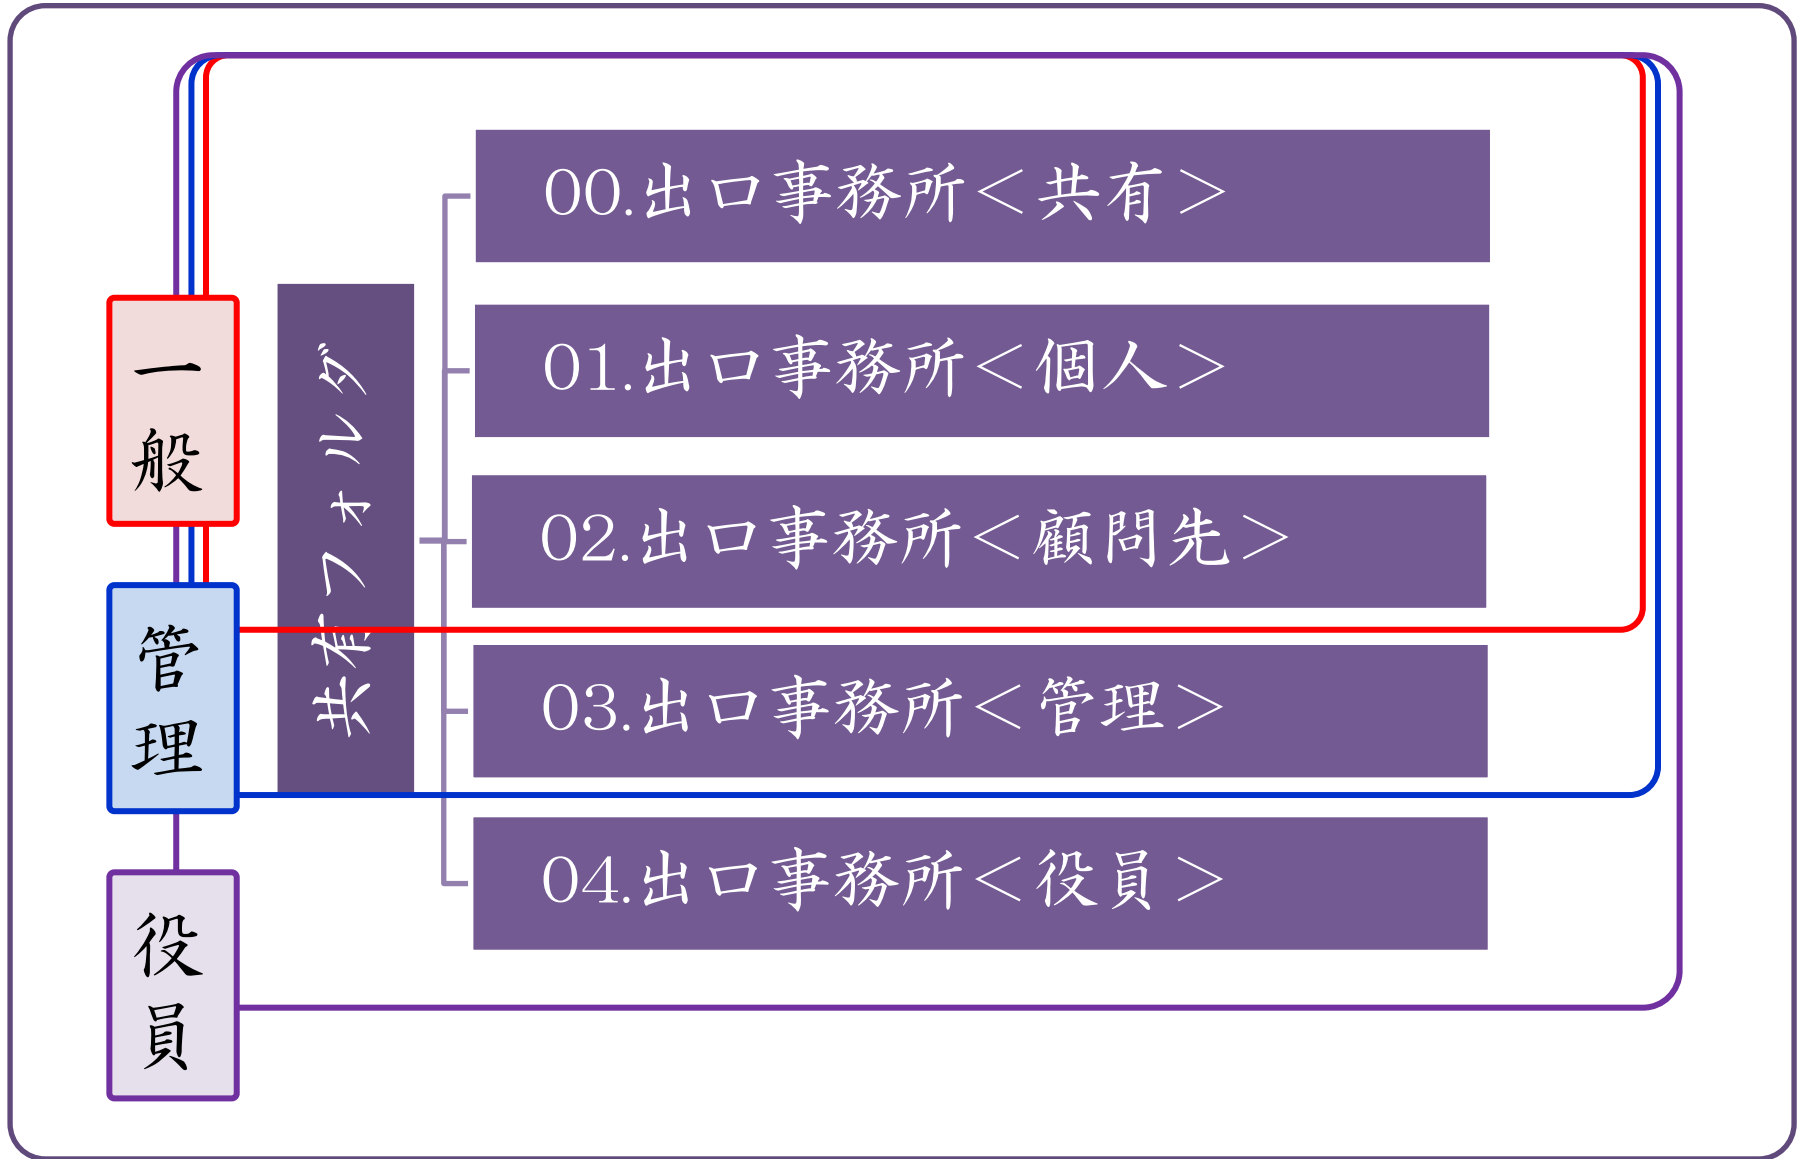 一般
管理
役員
共有フォルダ
00.出口事務所＜共有＞
01.出口事務所＜個人＞
02.出口事務所＜顧問先＞
03.出口事務所＜管理＞
04.出口事務所＜役員＞